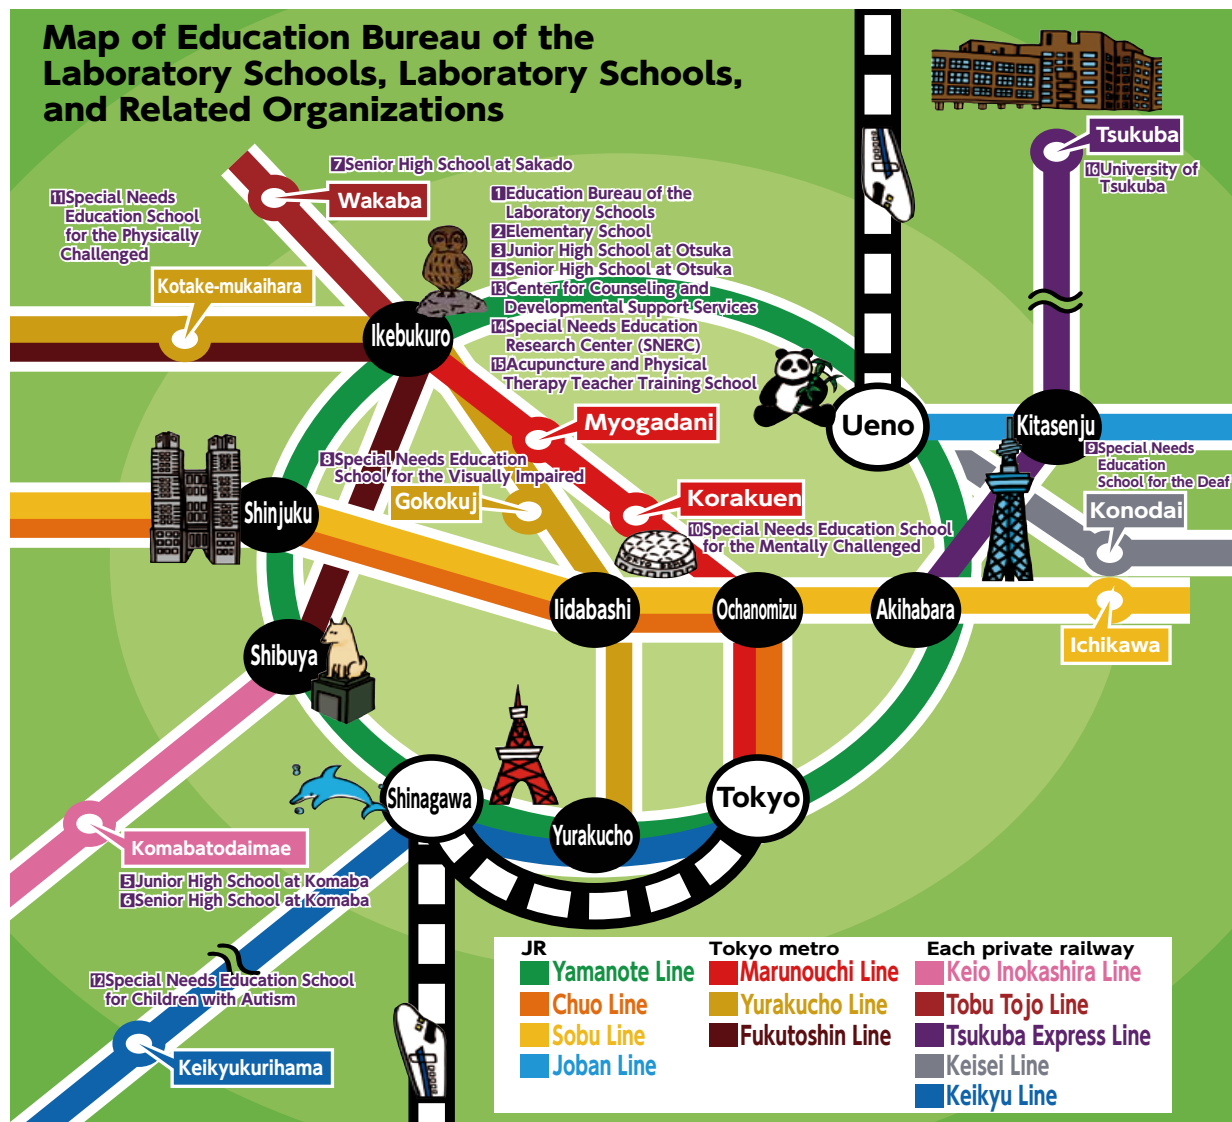 Map of Education Bureau of the
Laboratory Schools, Laboratory Schools,
and Related Organizations
7 Senior High School at Sakado
Wakaba
11 Special Needs
Education School
for the Physically
Challenged
Kotake-mukaihara
1 Education Bureau of the
Laboratory Schools
2 Elementary School
3 Junior High School at Otsuka
4 Senior High School at Otsuka
13 Center for Counseling and
Developmental Support Services
14 Special Needs Education
Research Center (SNERC)
15 Acupuncture and Physical
Therapy Teacher Training School
Tsukuba
16 University of
Tsukuba
Ikebukuro
Myogadani
Ueno
Kitasenju
9 Special Needs
Education
School for the Deaf
8 Special Needs Education
School for the Visually Impaired
Gokokuj
Korakuen
Konodai
Shinjuku
10 Special Needs Education School
for the Mentally Challenged
Iidabashi
Ochanomizu
Akihabara
Ichikawa
Shibuya
Shinagawa
Yurakucho
Tokyo
Komabatodaimae
5 Junior High School at Komaba
6 Senior High School at Komaba
12 Special Needs Education School
for Children with Autism
Keikyukurihama
JR
Yamanote Line
Chuo Line
Sobu Line
Joban Line
Tokyo metro
Marunouchi Line
Yurakucho Line
Fukutoshin Line
Each private railway
Keio Inokashira Line
Tobu Tojo Line
Tsukuba Express Line
Keisei Line
Keikyu Line